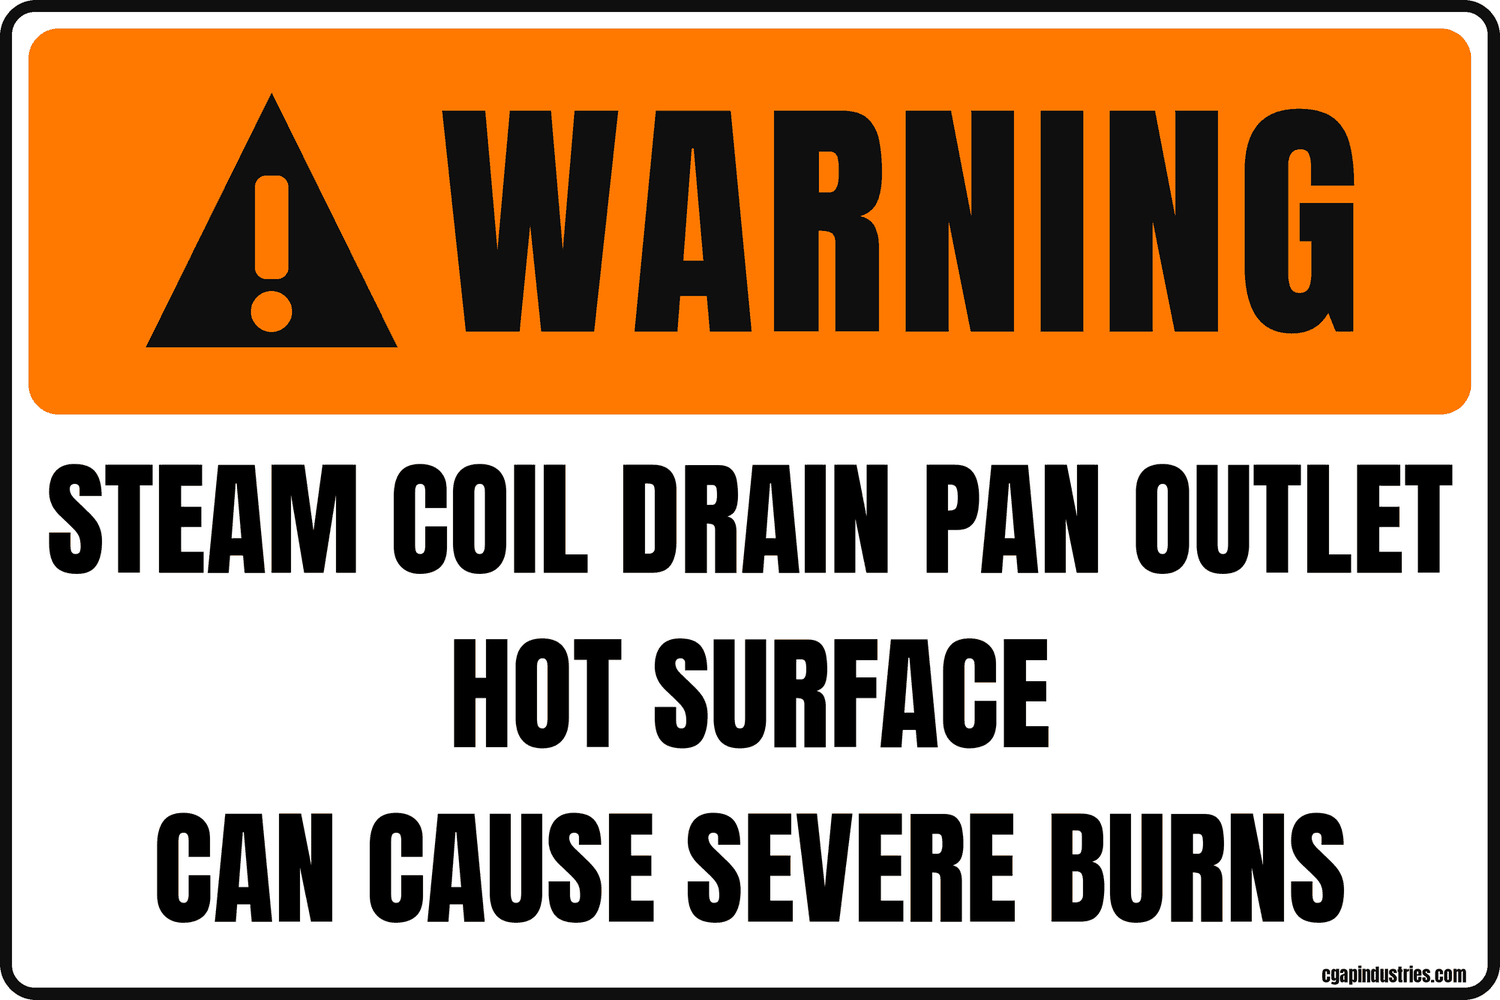 WARNING
STEAM COIL DRAIN PAN OUTLET
HOT SURFACE
CAN CAUSE SEVERE BURNS
cgapindustries.com